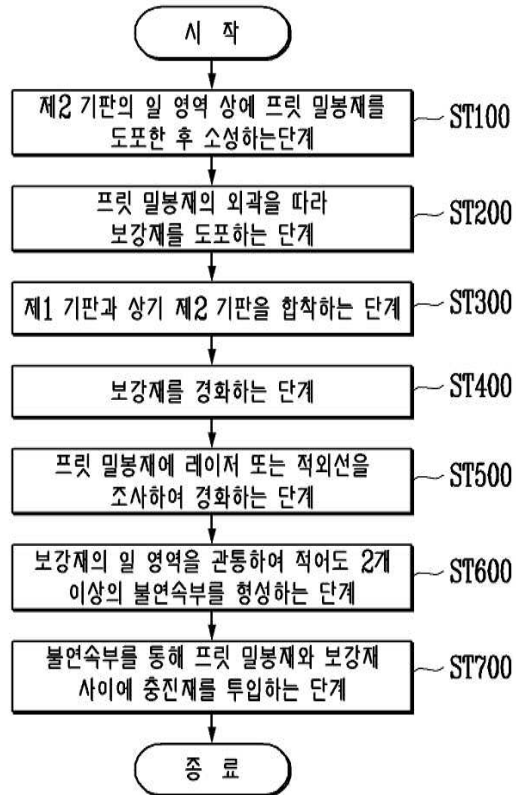 시 작
제2 기판의 일 영역 상에 프릿 밀봉재를
도포한 후 소성하는단계
ST100
프릿 밀봉재의 외곽을 따라
보강재를 도포하는 단계
ST200
제1 기판과 상기 제2 기판을 합착하는 단계
ST300
보강재를 경화하는 단계
ST400
프릿 밀봉재에 레이저 또는 적외선을
조사하여 경화하는 단계
ST500
보강재의 일 영역을 관통하여 적어도 2개
이상의 불연속부를 형성하는 단계
ST600
불연속부를 통해 프릿 밀봉재와 보강재
사이에 충진재를 투입하는 단계
ST700
종 료